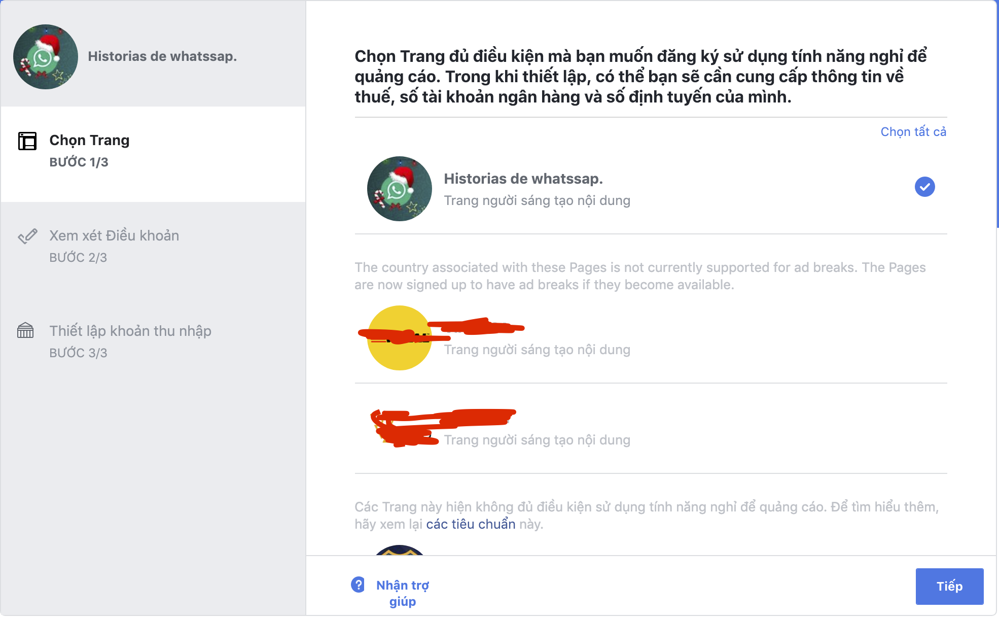 Historias de whatssap.
Chọn Trang
BƯỚC 1/3
Xem xét Điều khoản
BƯỚC 2/3
Thiết lập khoản thu nhập
BƯỚC 3/3
Chọn Trang đủ điều kiện mà bạn muốn đăng ký sử dụng tính năng nghỉ để
quảng cáo. Trong khi thiết lập, có thể bạn sẽ cần cung cấp thông tin về
thuế, số tài khoản ngân hàng và số định tuyến của mình.
Chọn tất cả
Historias de whatssap.
Trang người sáng tạo nội dung
The country associated with these Pages is not currently supported for ad breaks. The Pages
are now signed up to have ad breaks if they become available.
Trang người sáng tạo nội dung
Trang người sáng tạo nội dung
Các Trang này hiện không đủ điều kiện sử dụng tính năng nghỉ để quảng cáo. Để tìm hiểu thêm,
hãy xem lại các tiêu chuẩn này.
Nhận trợ
giúp
Tiếp